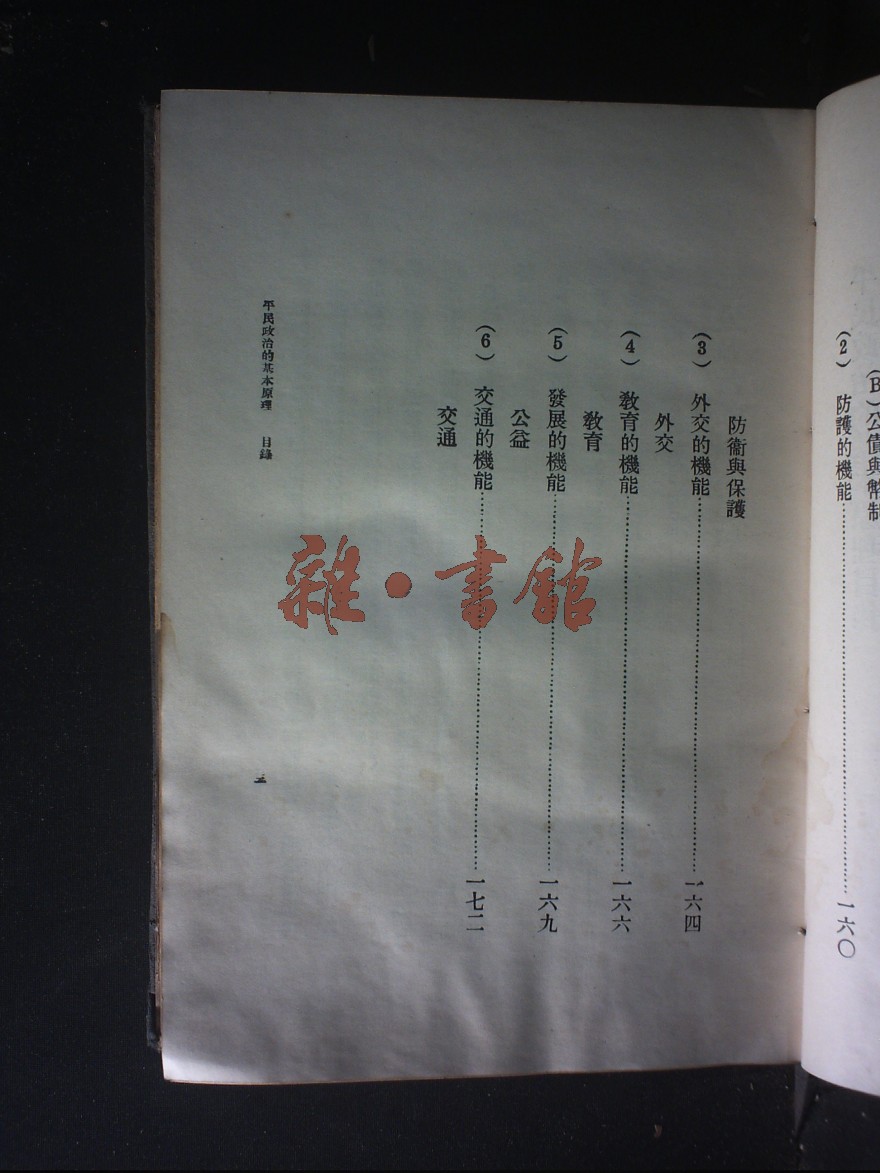 (B)公債與幣制
(2) 防護的機能……一六〇
防衞與保護
(3) 外交的機能……一六四
外交
(4) 教育的機能……一六六
教育
(5) 發展的機能……一六九
公益
(6) 交通的機能……一七二
交通
平民政治的基本原理 目錄
三
雜·書館